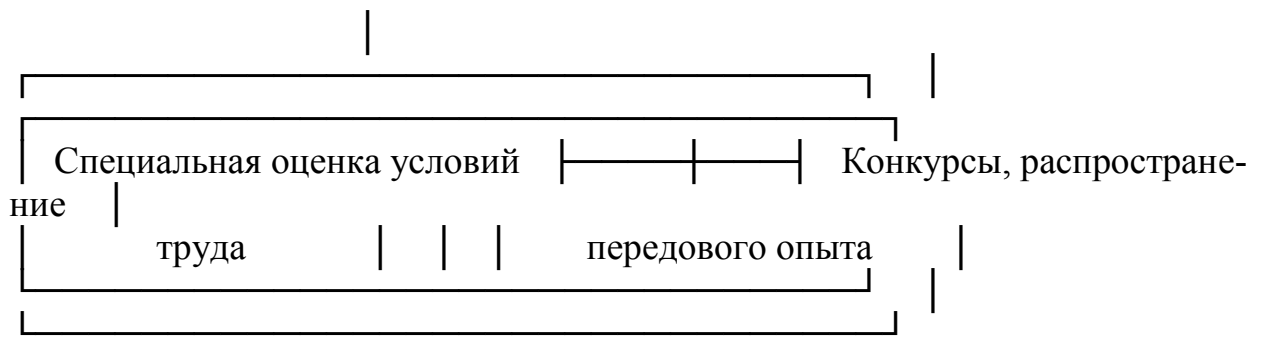 Специальная оценка условий Конкурсы, распростране-
ние
труда передового опыта